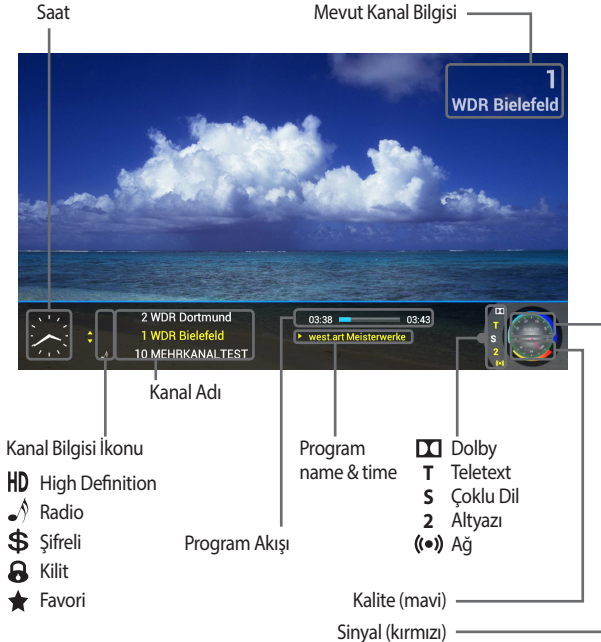 Saat
Mevut Kanal Bilgisi
1
WDR Bielefeld
2 WDR Dortmund
1 WDR Bielefeld
10 MEHRKANALTEST
03:38
03:43
west.art Meisterwerke
T
S
2
Kanal Adı
Kanal Bilgisi İkonu
HD High Definition
Radio
$ Şifreli
Kilit
Favori
Program Akışı
Program
name & time
Dolby
T Teletext
S Çoklu Dil
2 Altyazı
Ağ
Kalite (mavi)
Sinyal (kırmızı)